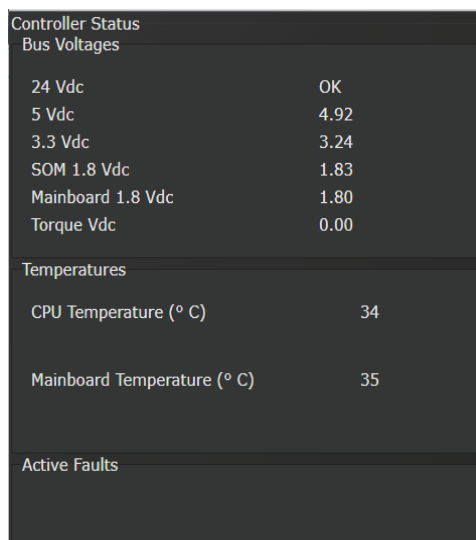 Controller Status
Bus Voltages
24 Vdc OK
5 Vdc 4.92
3.3 Vdc 3.24
SOM 1.8 Vdc 1.83
Mainboard 1.8 Vdc 1.80
Torque Vdc 0.00
Temperatures
CPU Temperature (º C) 34
Mainboard Temperature (º C) 35
Active Faults